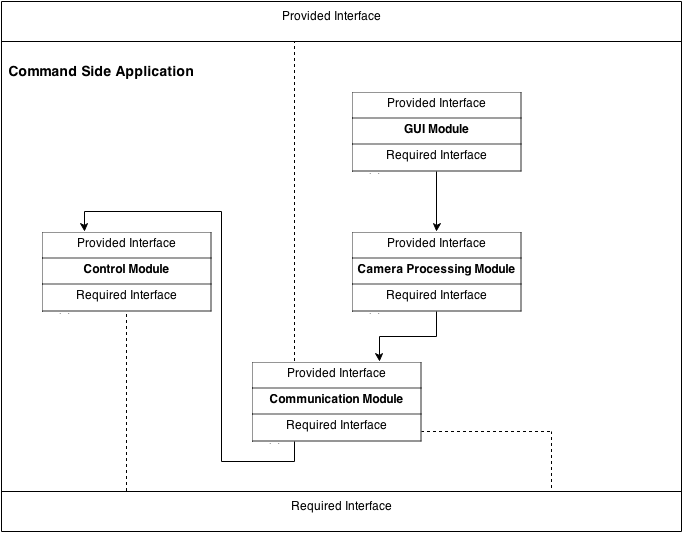 Provided Interface
Command Side Application
Provided Interface
GUI Module
Required Interface
Provided Interface
Control Module
Required Interface
Provided Interface
Camera Processing Module
Required Interface
Provided Interface
Communication Module
Required Interface
Required Interface